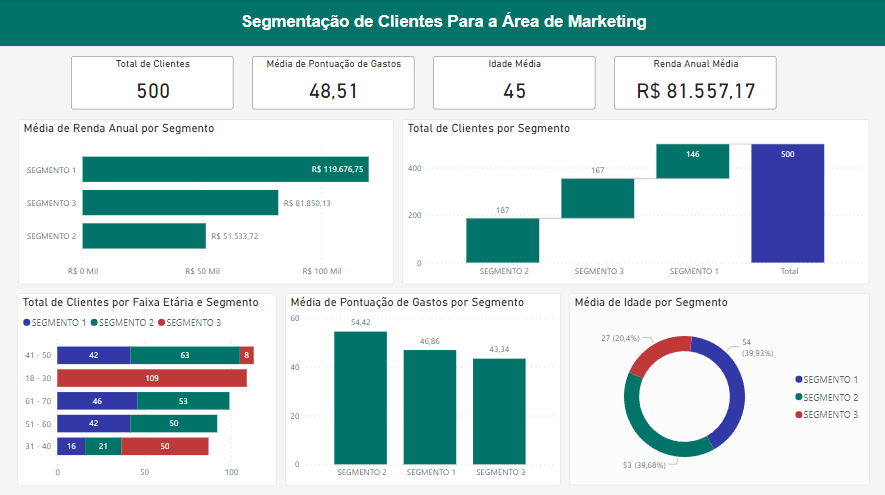 Segmentação de Clientes Para a Área de Marketing
Total de Clientes
500
Média de Pontuação de Gastos
48,51
Idade Média
45
Renda Anual Média
R$ 81.557,17
Média de Renda Anual por Segmento
SEGMENTO 1
R$ 119.676,75
SEGMENTO 3
R$ 81.850,13
SEGMENTO 2
R$ 51.533,72
R$ 0 Mil
R$ 50 Mil
R$ 100 Mil
Total de Clientes por Segmento
400
200
0
187
167
146
500
SEGMENTO 2
SEGMENTO 3
SEGMENTO 1
Total
Total de Clientes por Faixa Etária e Segmento
SEGMENTO 1
SEGMENTO 2
SEGMENTO 3
41 - 50
42
63
8
18 - 30
109
61 - 70
46
53
51 - 60
42
50
31 - 40
16
21
50
0
50
100
Média de Pontuação de Gastos por Segmento
60
40
20
0
54,42
46,86
43,34
SEGMENTO 2
SEGMENTO 1
SEGMENTO 3
Média de Idade por Segmento
27 (20,4%)
54
(39,93%)
53 (39,68%)
SEGMENTO 1
SEGMENTO 2
SEGMENTO 3